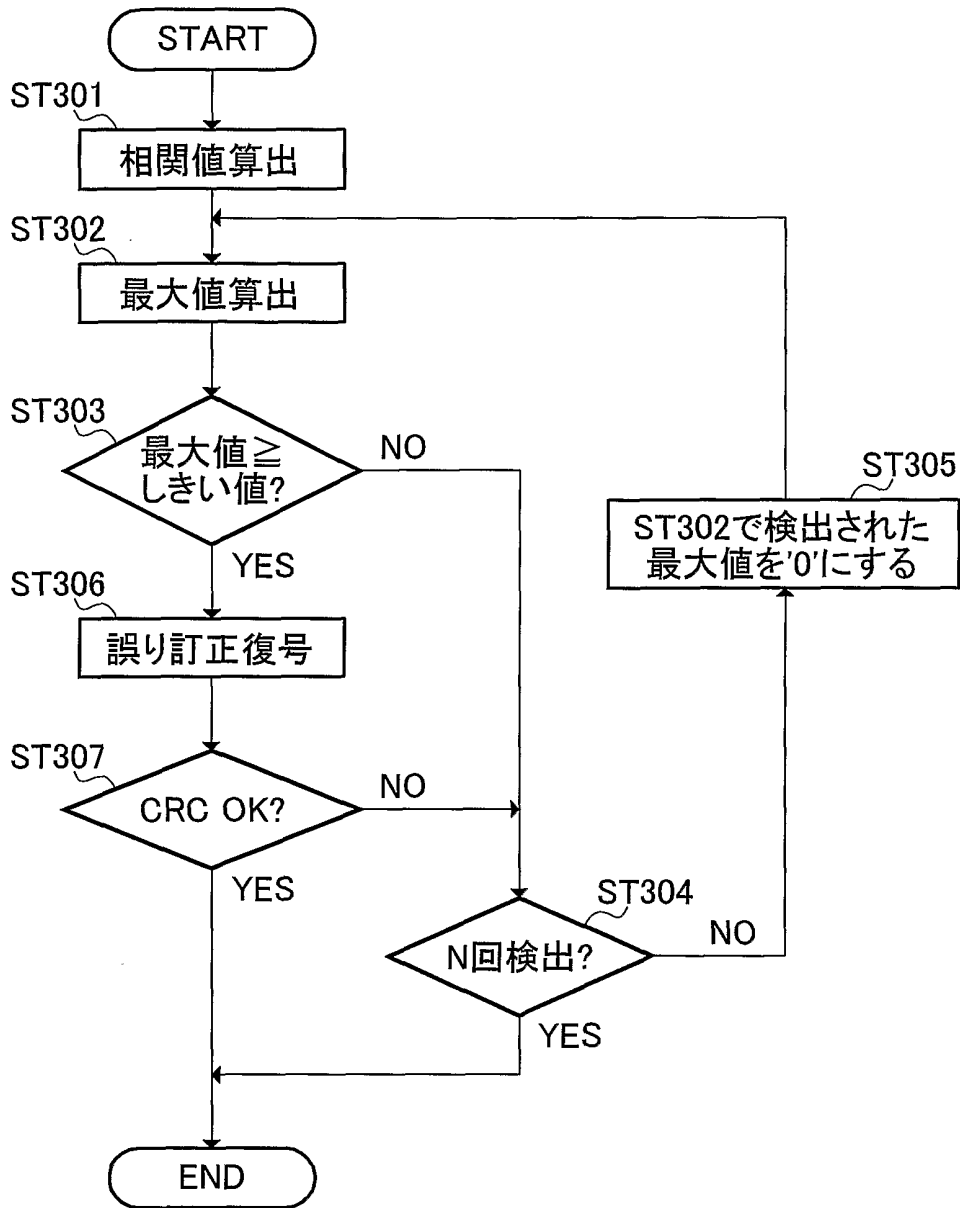 START
ST301
相関値算出
ST302
最大値算出
ST303
最大値≧
しきい値?
NO
YES
ST305
ST302で検出された
最大値を'0'にする
ST306
誤り訂正復号
ST307
CRC OK?
NO
YES
ST304
N回検出?
NO
YES
END